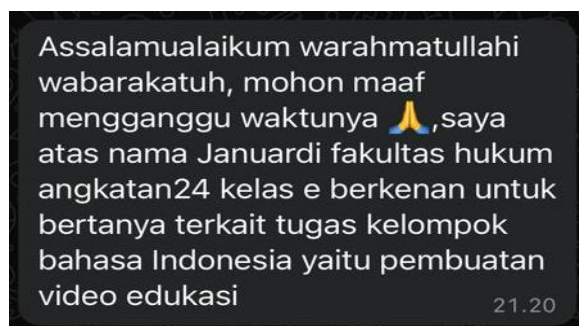 Assalamualaikum warahmatullahi
wabarakatuh, mohon maaf
mengganggu waktunya 🙏,saya
atas nama Januardi fakultas hukum
angkatan24 kelas e berkenan untuk
bertanya terkait tugas kelompok
bahasa Indonesia yaitu pembuatan
video edukasi
21.20